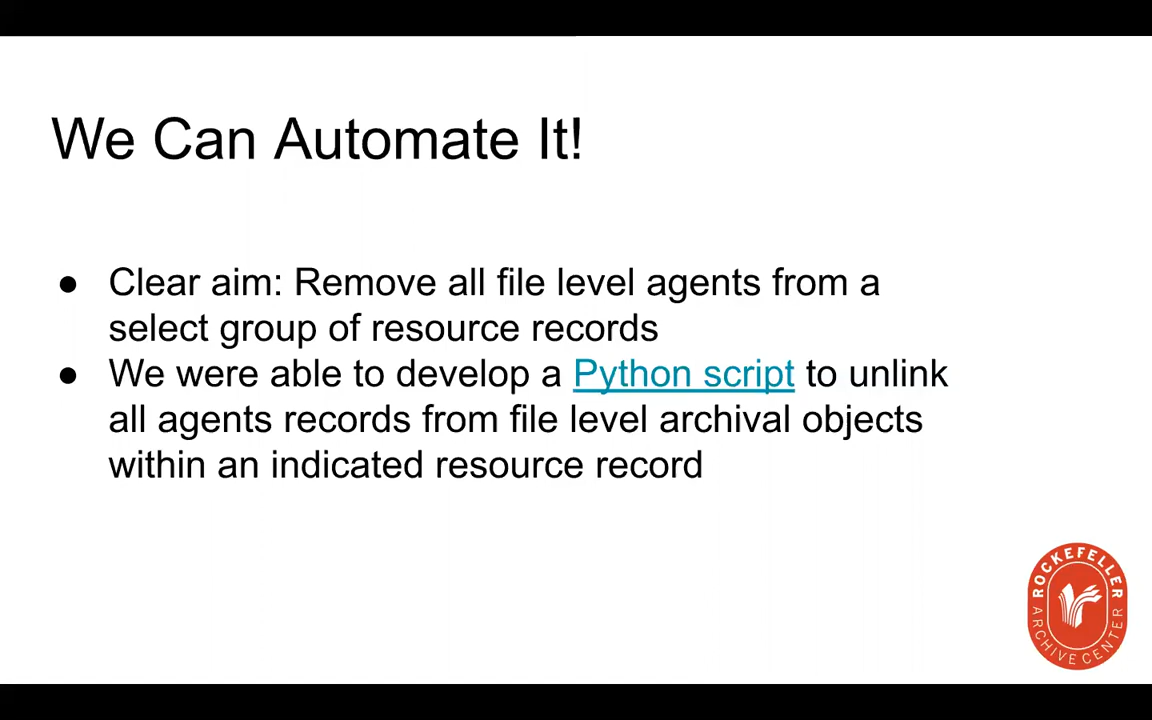 We Can Automate It!
● Clear aim: Remove all file level agents from a
select group of resource records
● We were able to develop a Python script to unlink
all agents records from file level archival objects
within an indicated resource record
ROCKEFELLER
ARCHIVE CENTER